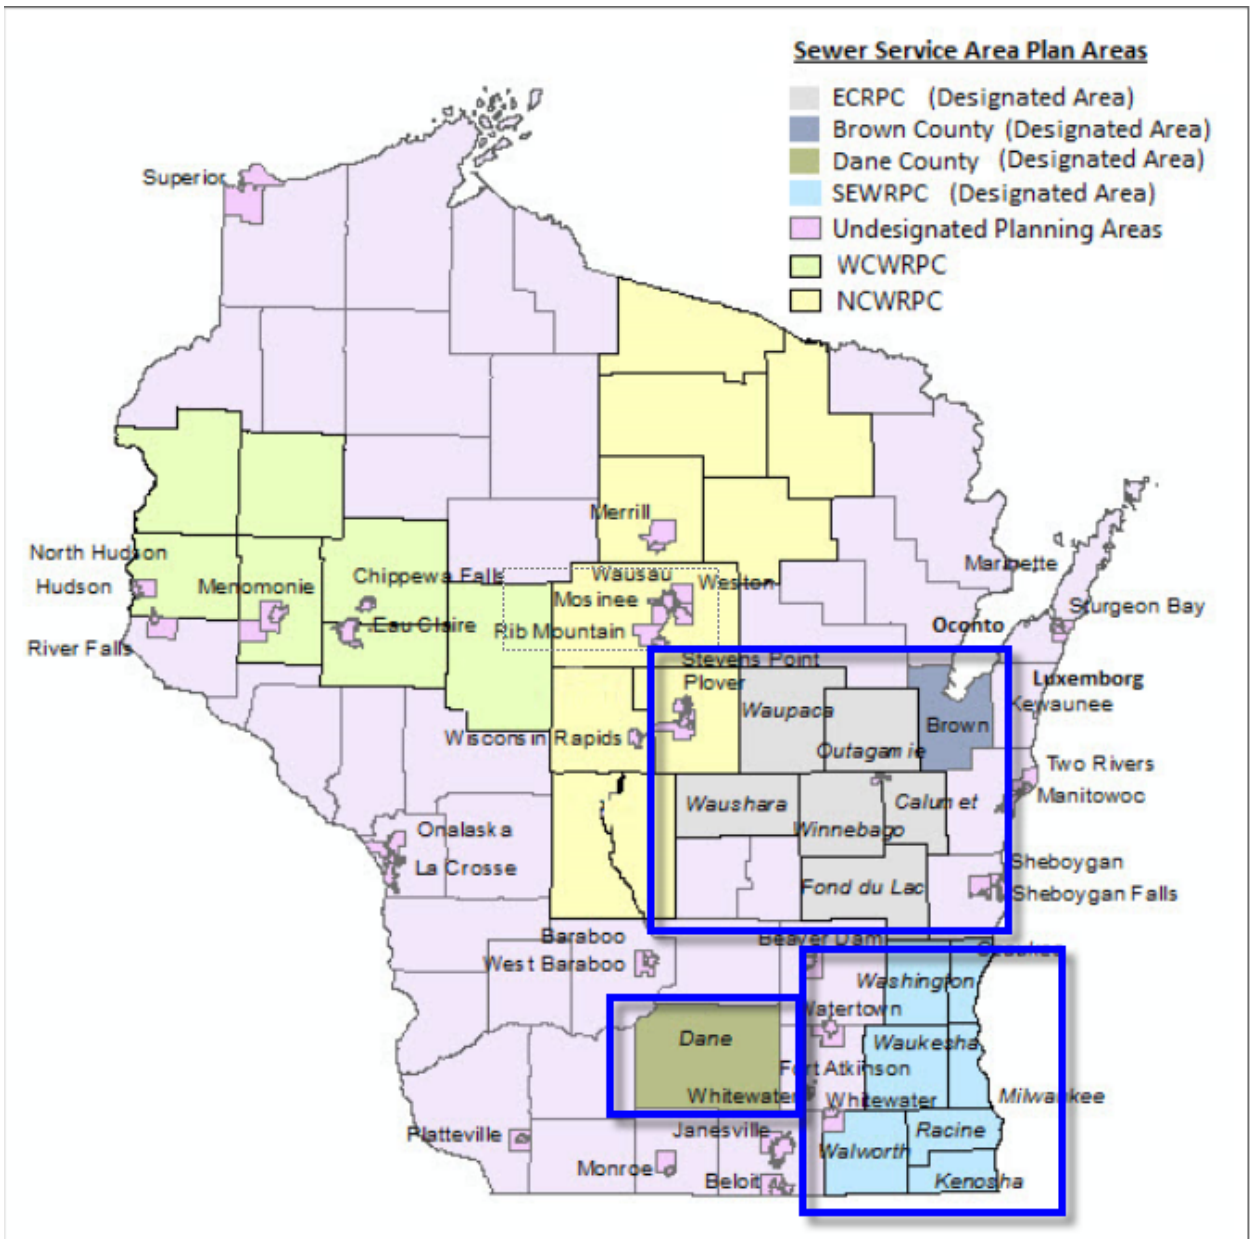 Sewer Service Area Plan Areas
ECRPC (Designated Area)
Brown County (Designated Area)
Dane County (Designated Area)
SEWRPC (Designated Area)
Undesignated Planning Areas
WCWRPC
NCWRPC
Superior
Merrill
North Hudson
Hudson
Menomonie
Chippewa Falls
Wausau
Weston
Mosinee
Marinette
Sturgeon Bay
River Falls
Eau Claire
Rib Mountain
Oconto
Stevens Point
Plover
Luxemborg
Kewaunee
Waupaca
Brown
Wisconsin Rapids
Outagamie
Two Rivers
Manitowoc
Waushara
Calumet
Winnebago
Onalaska
La Crosse
Sheboygan
Sheboygan Falls
Fond du Lac
Baraboo
West Baraboo
Beaver Dam
Ozaukee
Washington
Watertown
Dane
Waukesha
Fort Atkinson
Whitewater
Whitewater
Milwaukee
Platteville
Janesville
Racine
Walworth
Monroe
Beloit
Kenosha